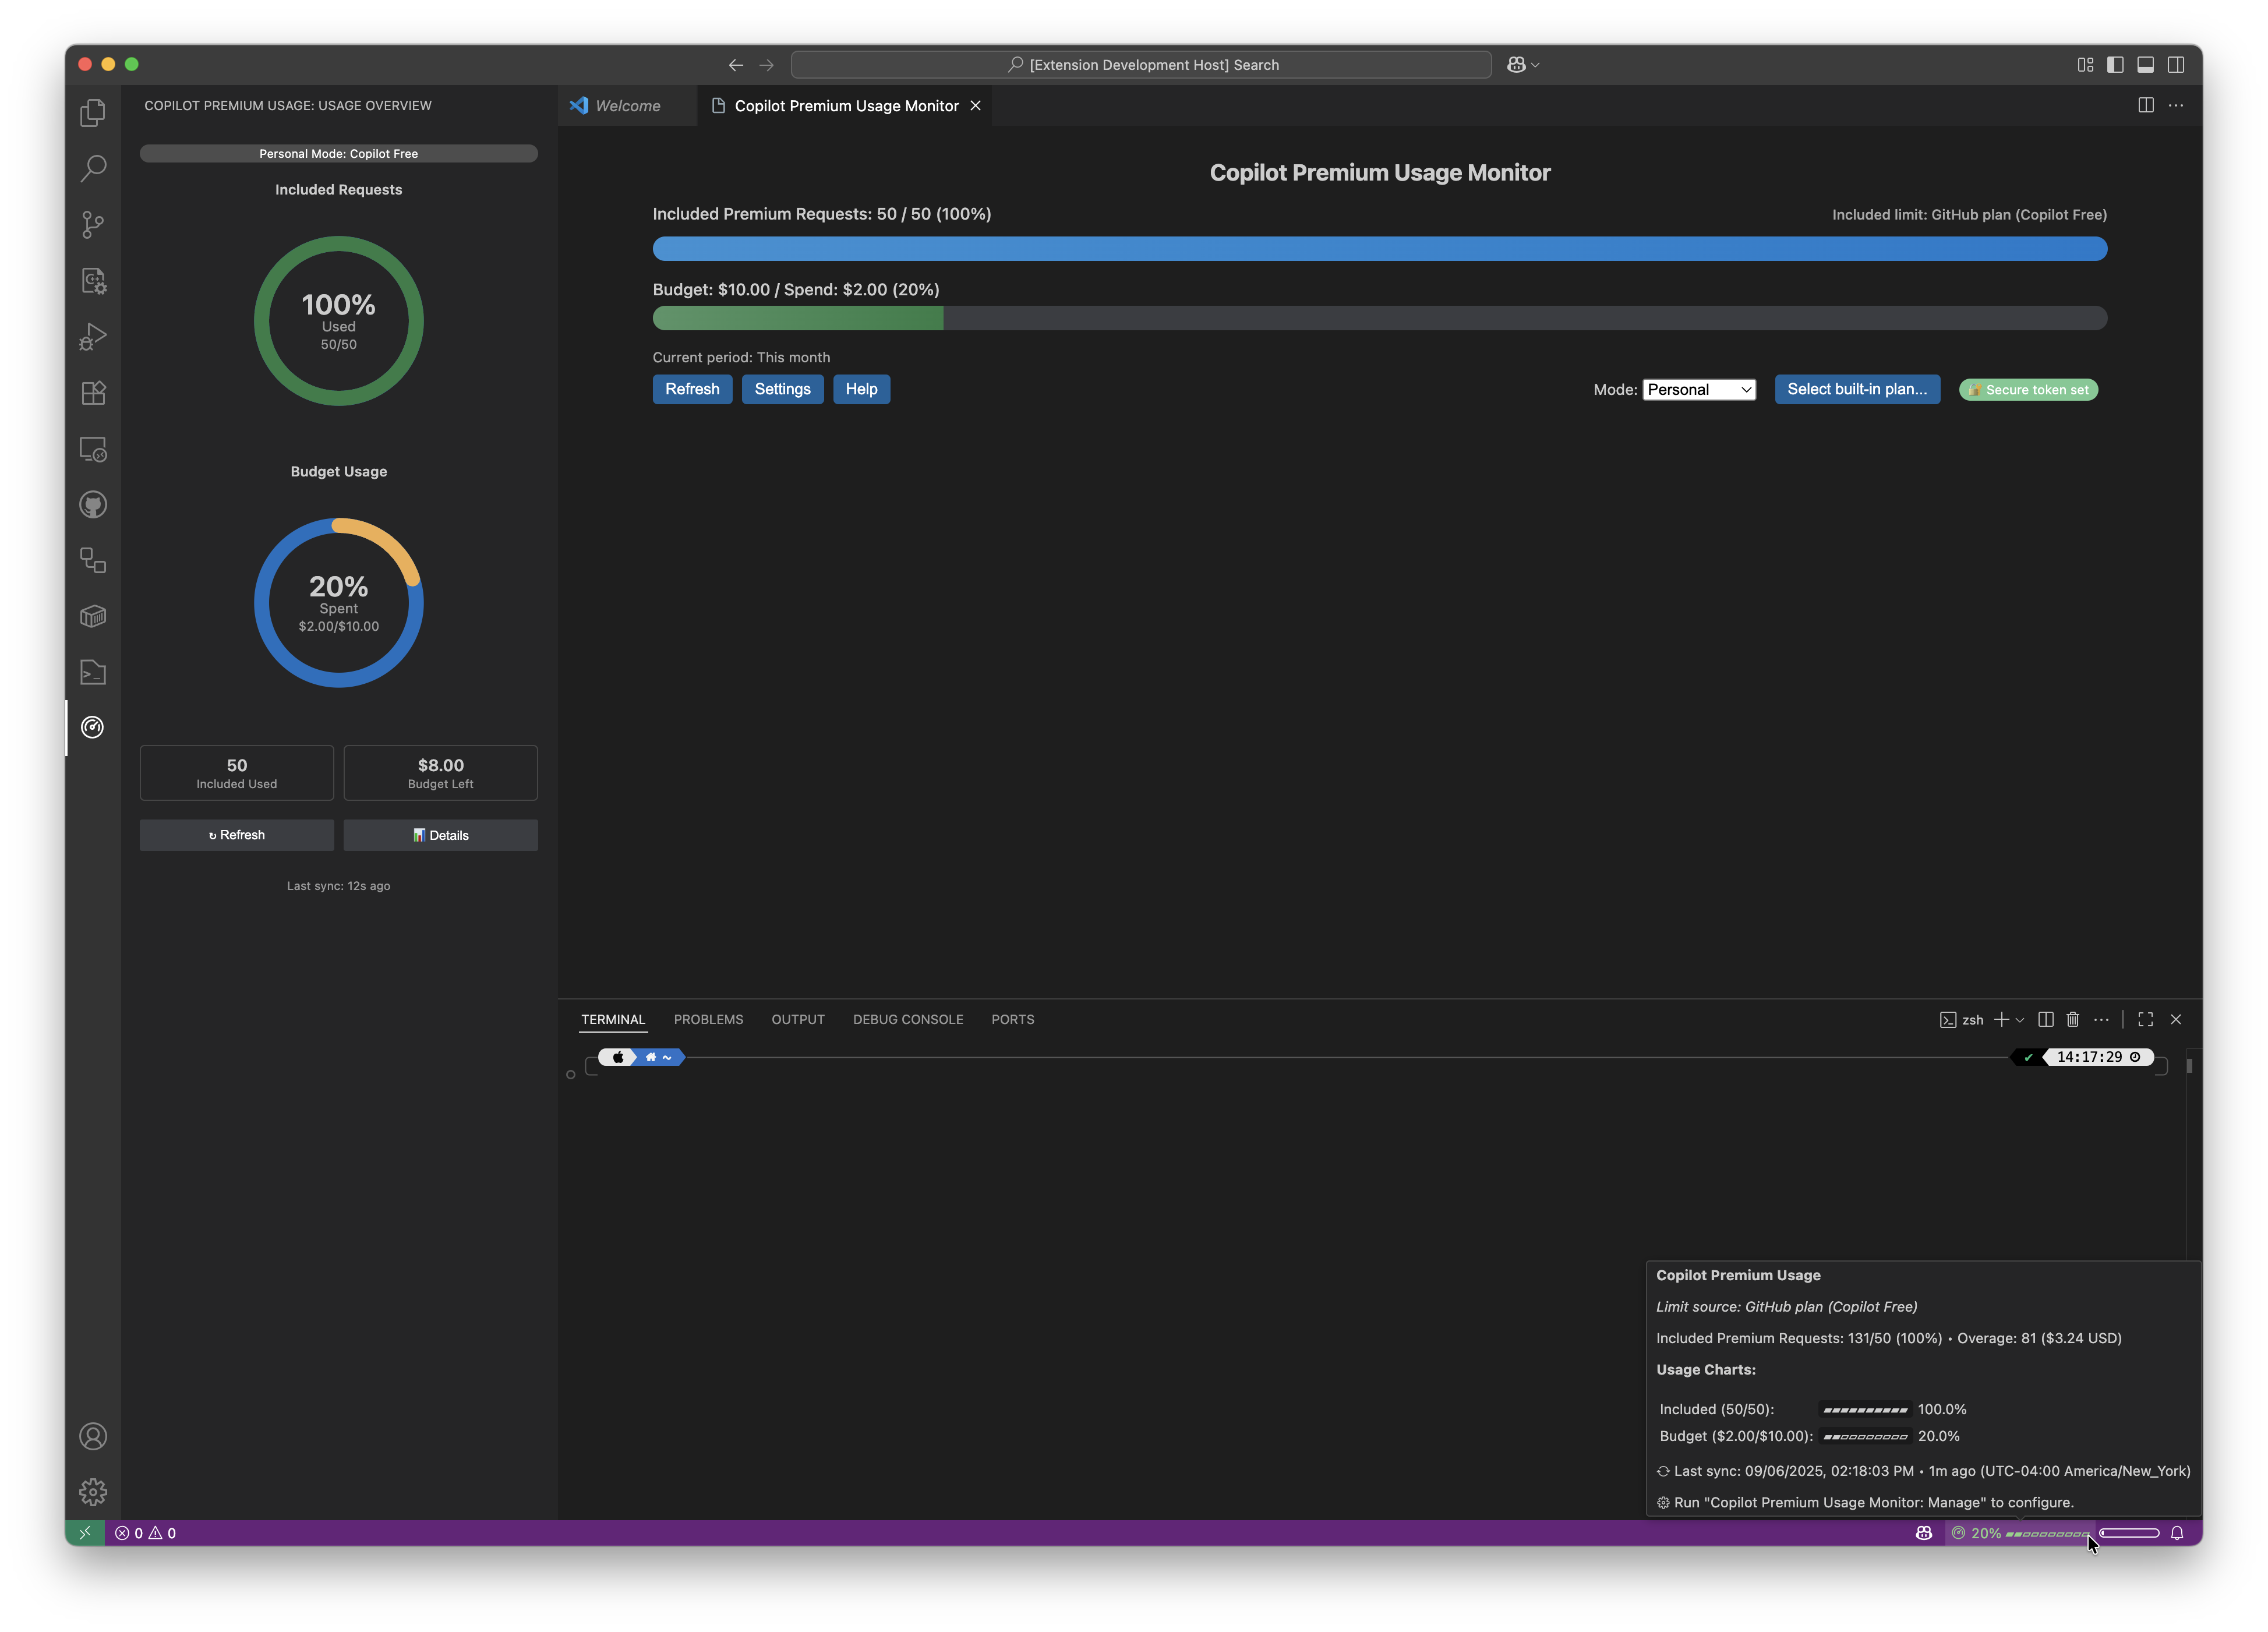 [Extension Development Host] Search
COPILOT PREMIUM USAGE: USAGE OVERVIEW
Personal Mode: Copilot Free
Included Requests
100%
Used
50/50
Budget Usage
20%
Spent
$2.00/$10.00
50
Included Used
$8.00
Budget Left
↻ Refresh
📊 Details
Last sync: 12s ago
Welcome
Copilot Premium Usage Monitor
Copilot Premium Usage Monitor
Included Premium Requests: 50 / 50 (100%)
Included limit: GitHub plan (Copilot Free)
Budget: $10.00 / Spend: $2.00 (20%)
Current period: This month
Refresh
Settings
Help
Mode: Personal
Select built-in plan...
🔐 Secure token set
TERMINAL
PROBLEMS
OUTPUT
DEBUG CONSOLE
PORTS
zsh
~
✔ 14:17:29
Copilot Premium Usage
Limit source: GitHub plan (Copilot Free)
Included Premium Requests: 131/50 (100%) • Overage: 81 ($3.24 USD)
Usage Charts:
Included (50/50): ▰▰▰▰▰▰▰▰▰▰ 100.0%
Budget ($2.00/$10.00): ▰▰▱▱▱▱▱▱▱▱ 20.0%
Last sync: 09/06/2025, 02:18:03 PM • 1m ago (UTC-04:00 America/New_York)
Run "Copilot Premium Usage Monitor: Manage" to configure.
0 0
20% ▰▰▱▱▱▱▱▱▱▱